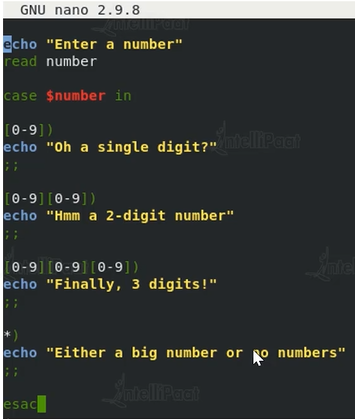 GNU nano 2.9.8
echo "Enter a number"
read number
case $number in
[0-9])
echo "Oh a single digit?"
;;
[0-9][0-9])
echo "Hmm a 2-digit number"
;;
[0-9][0-9][0-9])
echo "Finally, 3 digits!"
;;
*)
echo "Either a big number or no numbers"
;;
esac
IntelliPaat
IntelliPaat
IntelliPaat